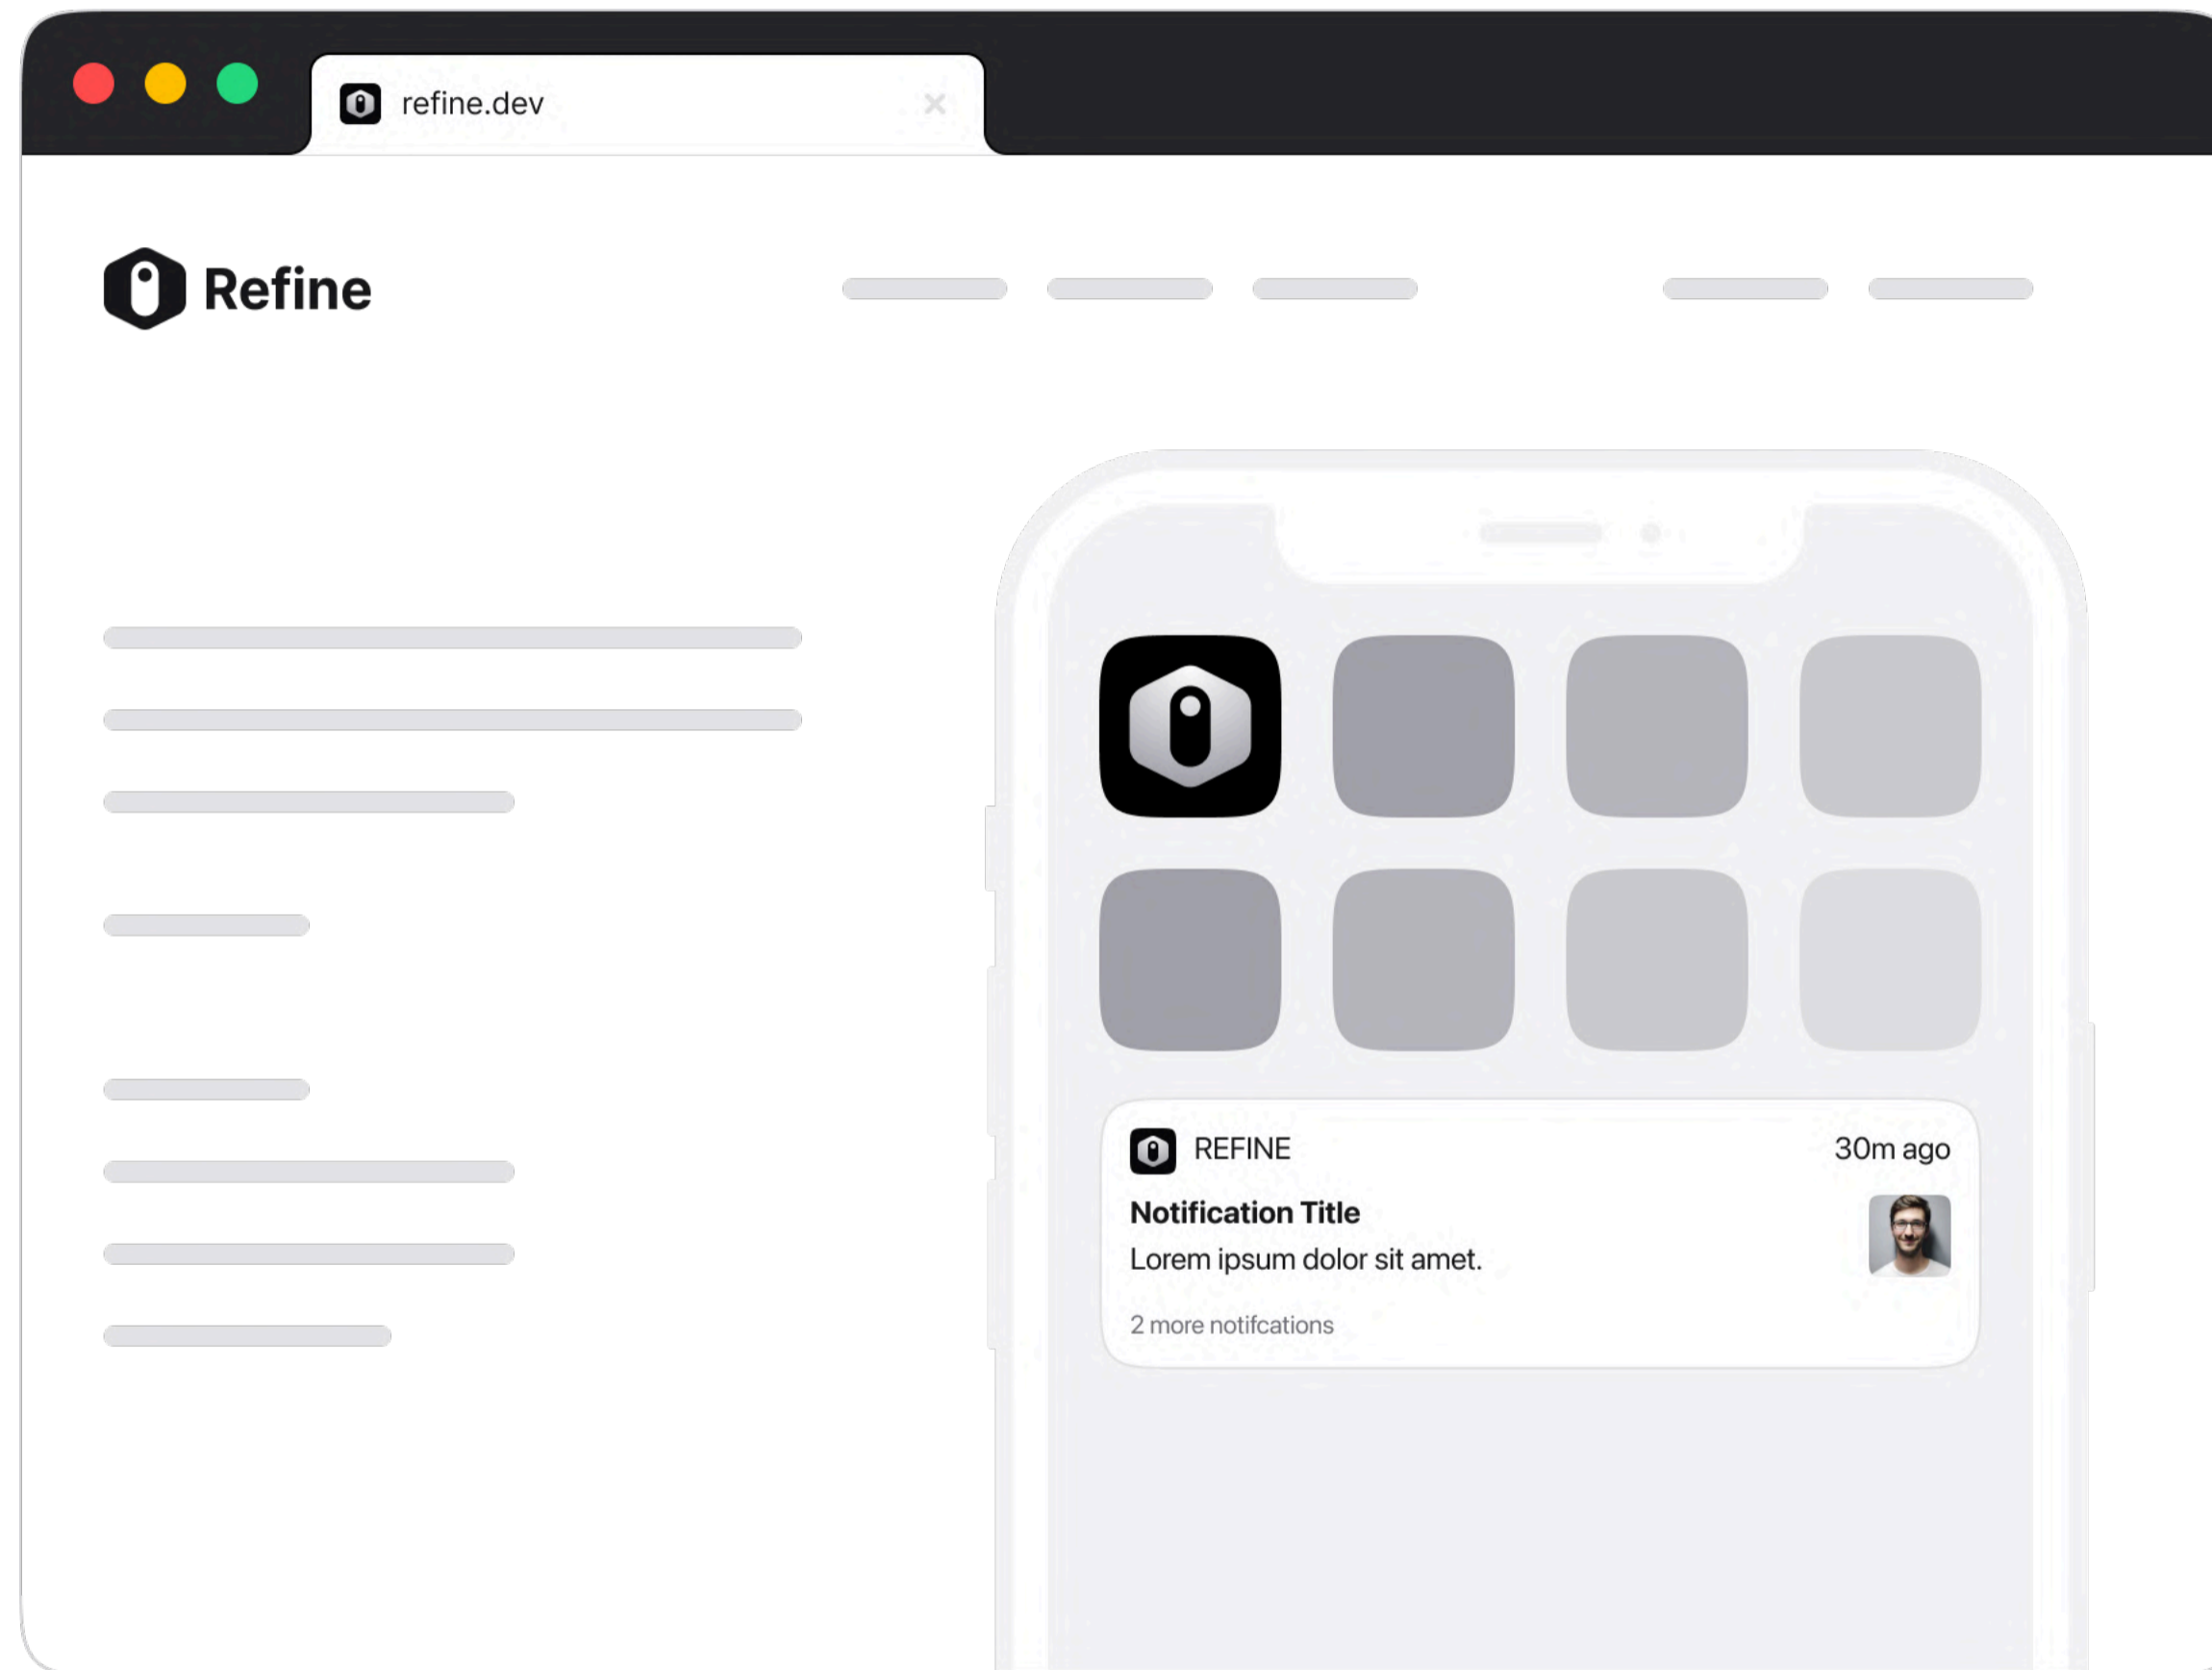 refine.dev
Refine
REFINE
30m ago
Notification Title
Lorem ipsum dolor sit amet.
2 more notifcations